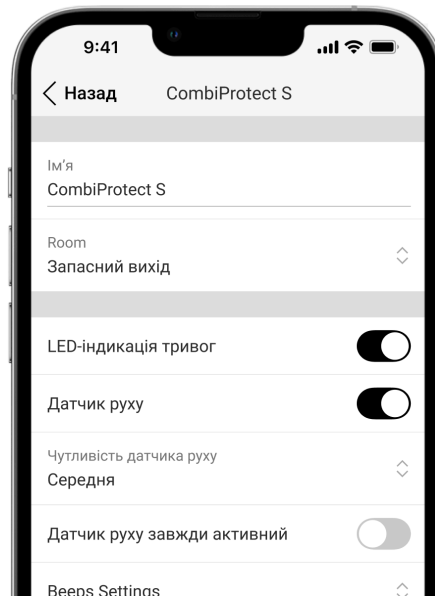 9:41
Назад CombiProtect S
Ім’я
CombiProtect S
Room
Запасний вихід
LED-індикація тривог
Датчик руху
Чутливість датчика руху
Середня
Датчик руху завжди активний
Beeps Settings